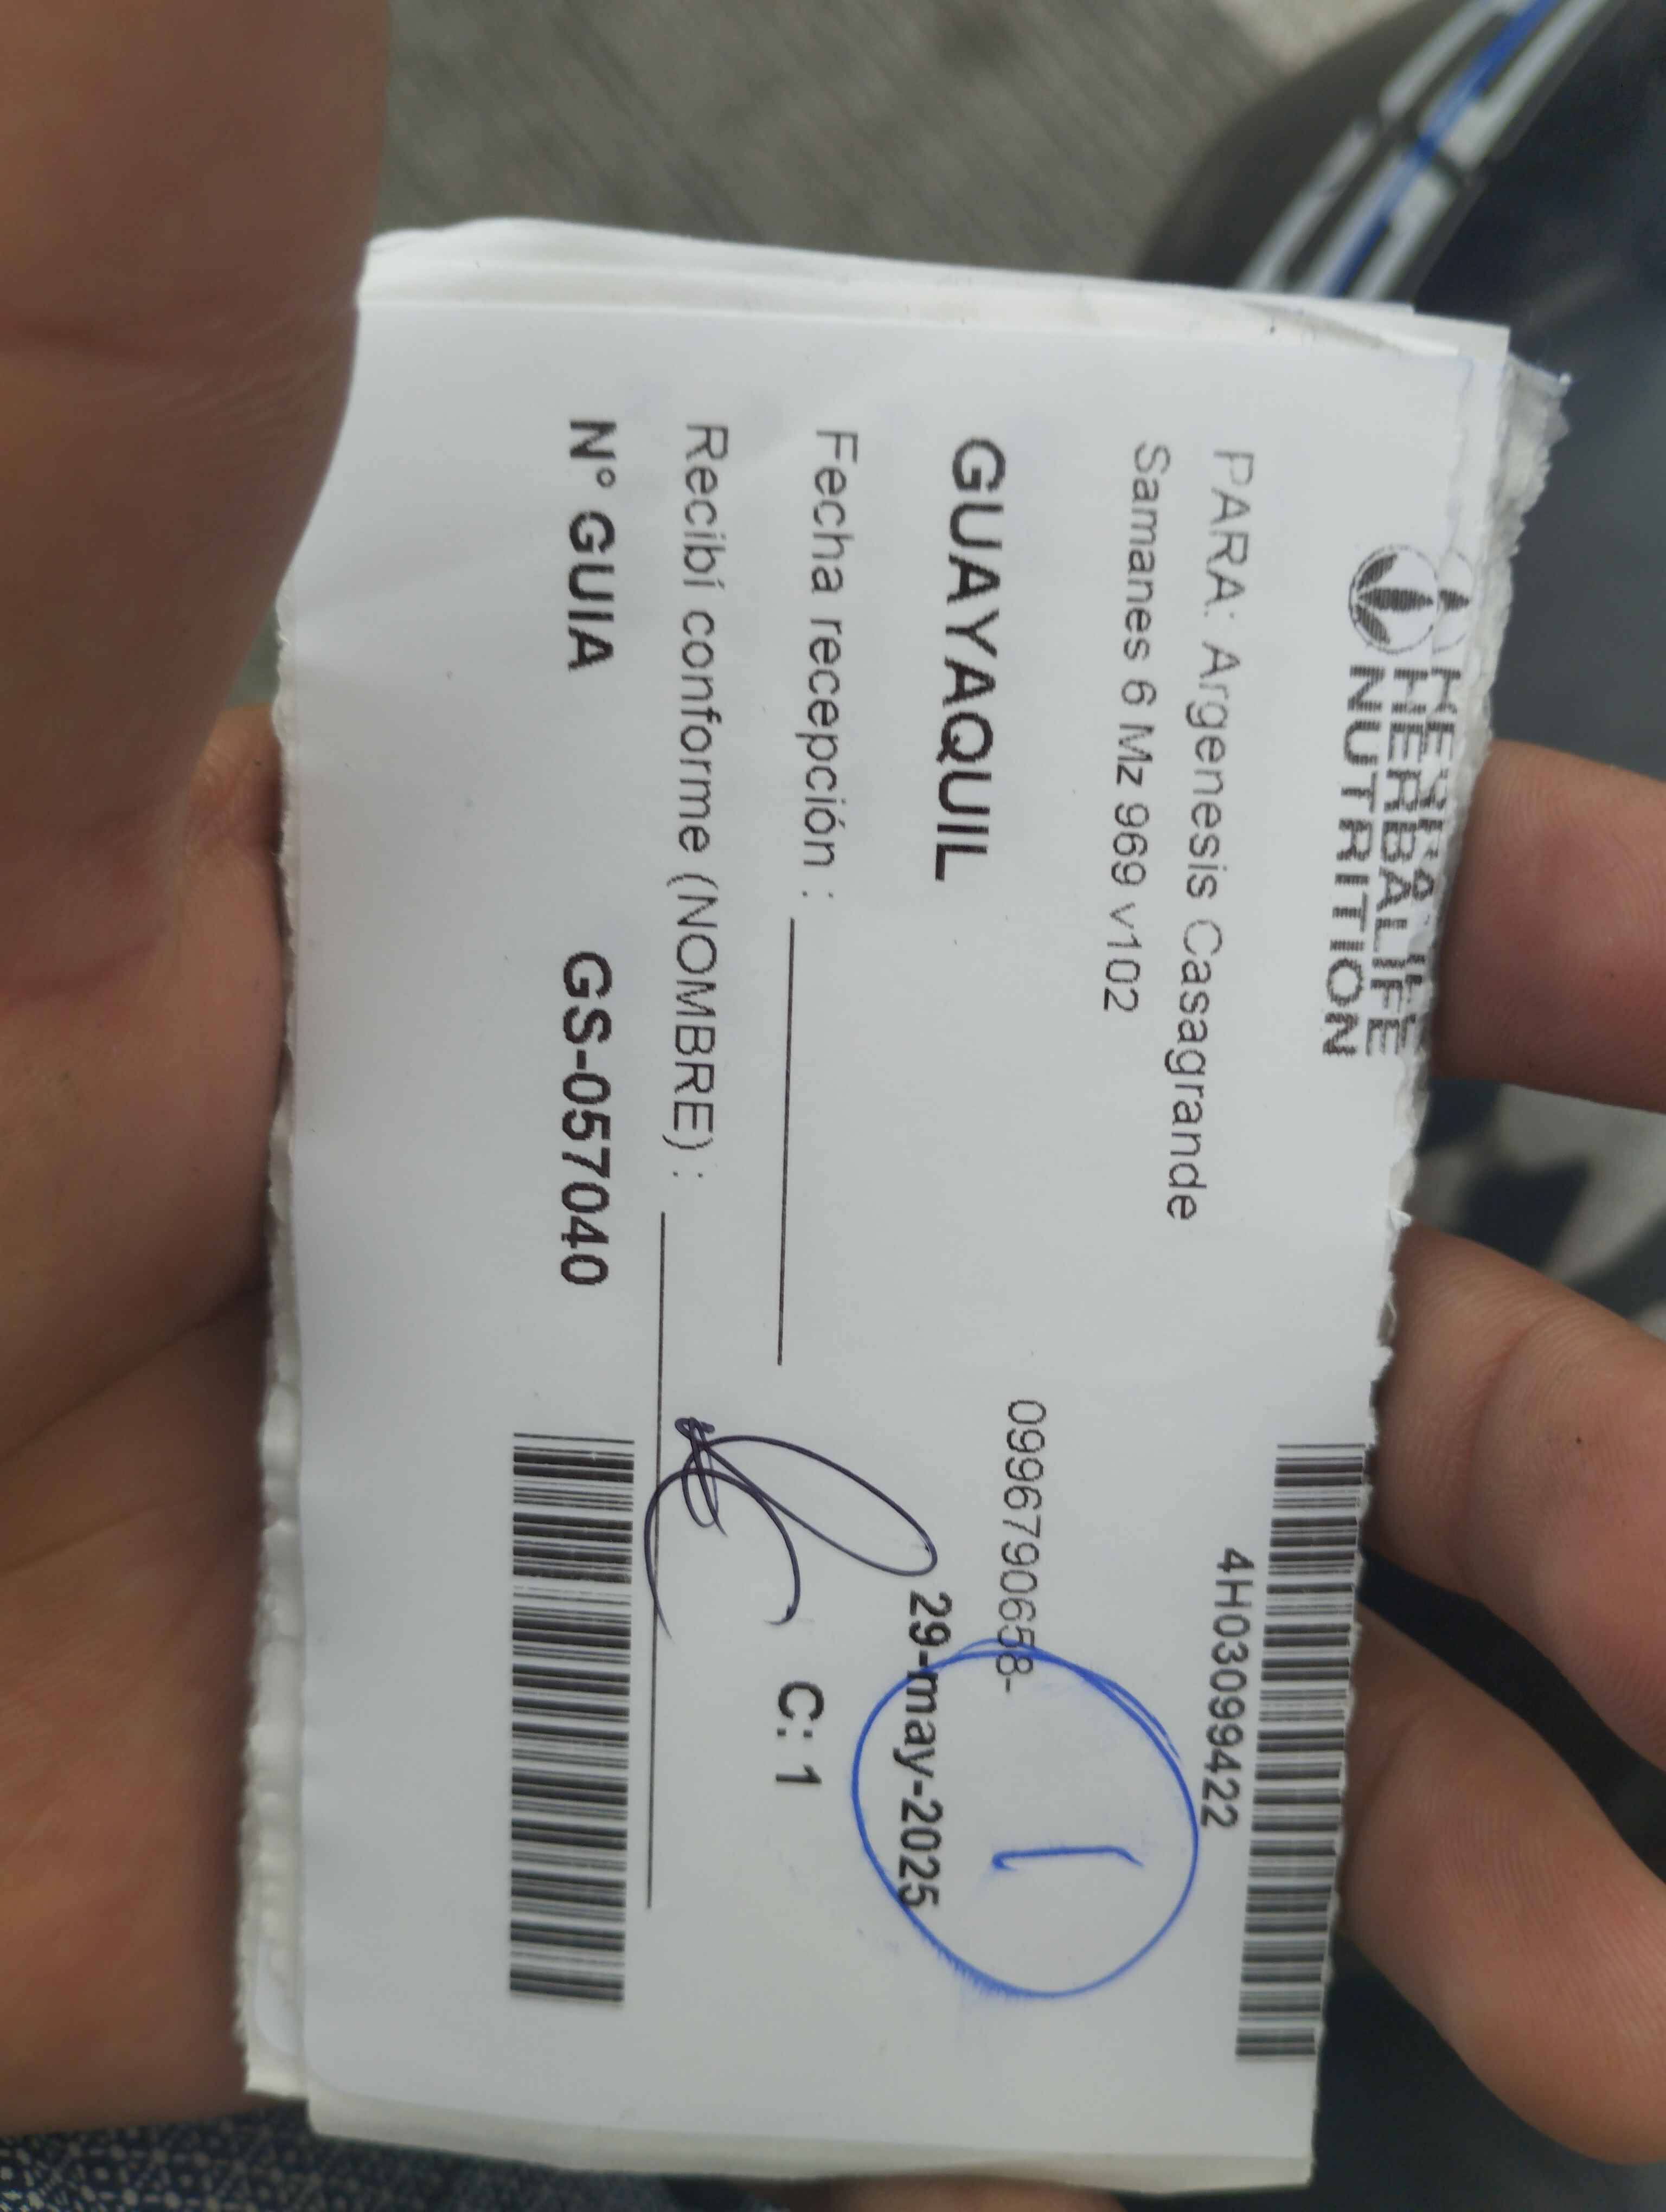 HERBALIFE
NUTRITION
4H03099422
PARA: Argenesis Casagrande
Samanes 6 Mz 969 v102
0996790658-
1
GUAYAQUIL
29-may-2025
Fecha recepción :
C: 1
Recibí conforme (NOMBRE) :
N° GUIA GS-057040